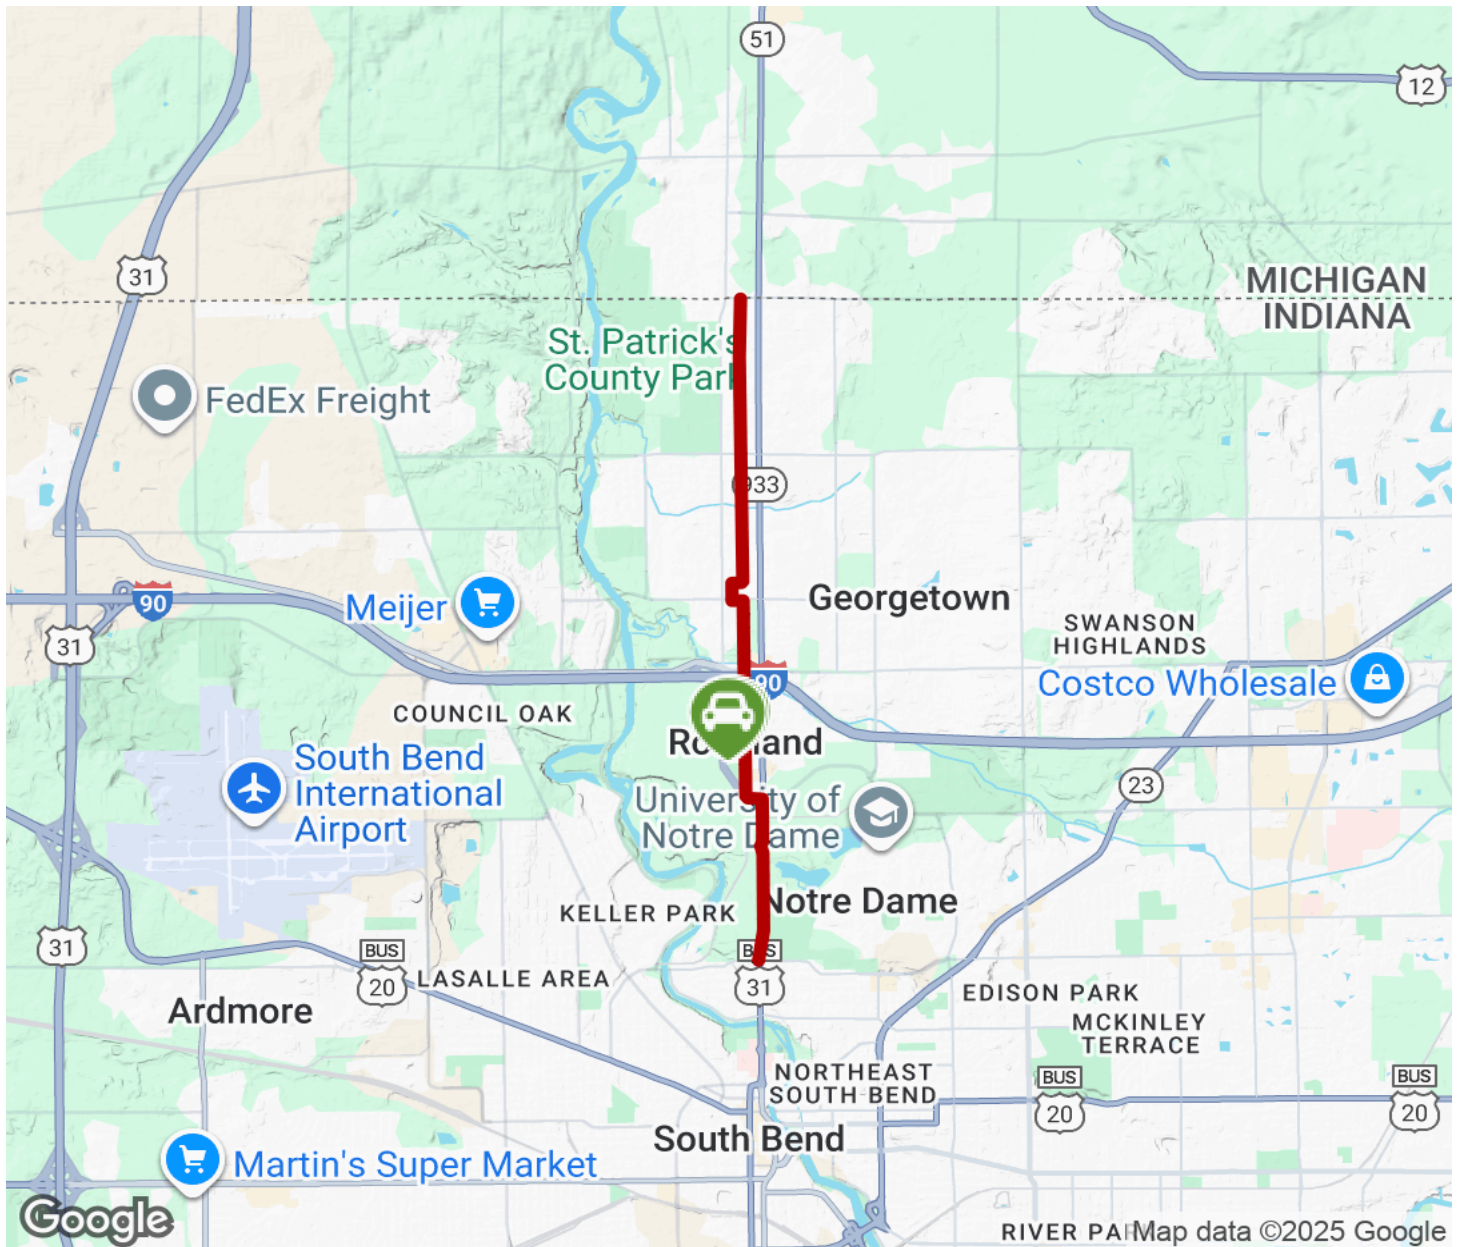 51
12
31
MICHIGAN
INDIANA
St. Patrick's
County Park
FedEx Freight
933
90
Meijer
Georgetown
31
SWANSON
HIGHLANDS
90
Costco Wholesale
COUNCIL OAK
South Bend
International
Airport
23
University of
Notre Dame
Notre Dame
KELLER PARK
31
BUS
20
BUS
31
LASALLE AREA
EDISON PARK
Ardmore
MCKINLEY
TERRACE
NORTHEAST
SOUTH BEND
BUS
20
BUS
20
South Bend
Martin's Super Market
Google
RIVER PA
Map data ©2025 Google